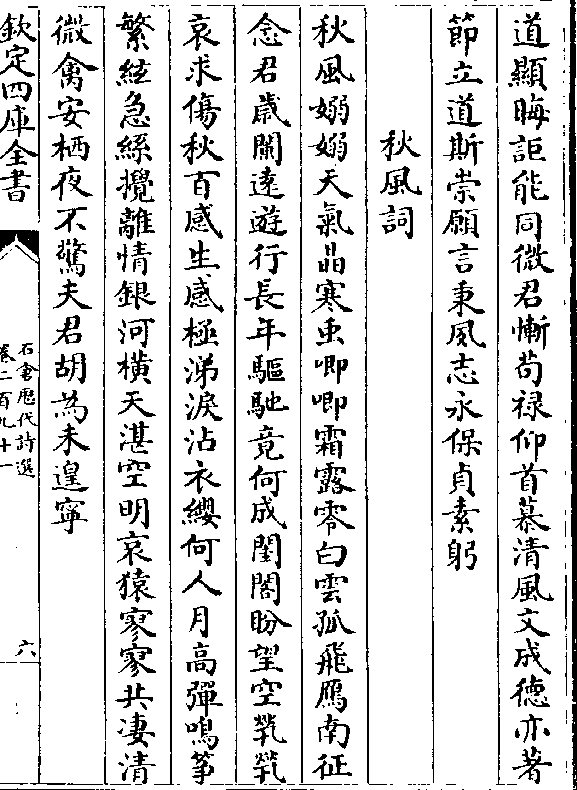 道顯晦詎能同微君慚苟禄仰首慕清風文成德亦著
節立道斯崇願言秉夙志永保貞素躬
秋風詞
秋風嫋嫋天氣晶寒虫唧唧霜露零白雲孤飛鴈南征
念君歲闌遠遊行長年驅馳竟何成閨閤盼望空煢煢
哀求傷秋百感生感極涕淚沾衣纓何人月高彈鳴筝
繁絃急絲攪離情銀河橫天湛空明哀猿寥寥共凄清
微禽安栖夜不驚夫君胡為未遑寧
欽定四庫全書
石倉歷代詩選
卷二百九十一
六